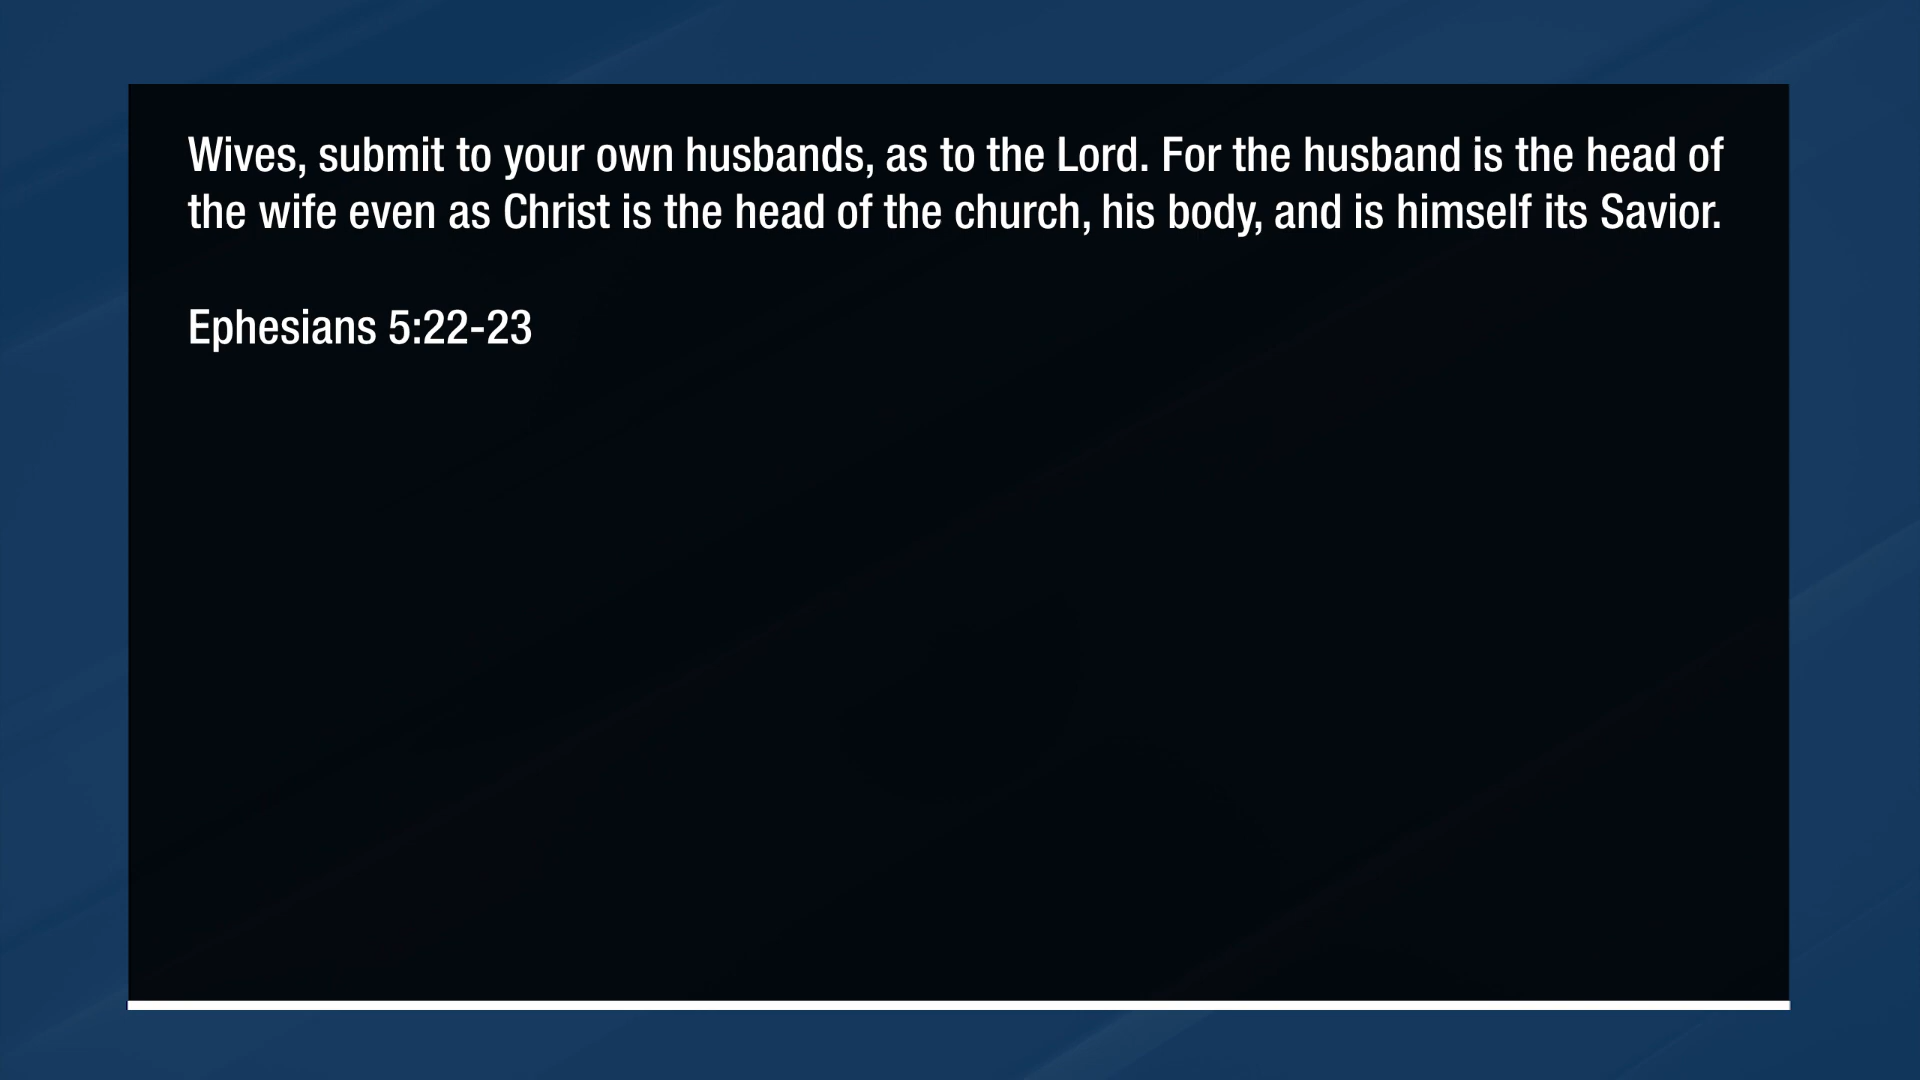 Wives, submit to your own husbands, as to the Lord. For the husband is the head of
the wife even as Christ is the head of the church, his body, and is himself its Savior.
Ephesians 5:22-23